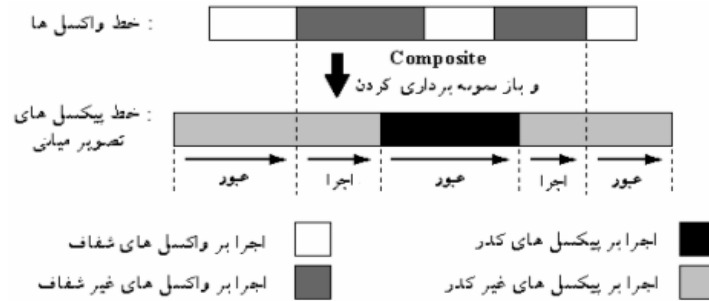 خط واکسل ها :
Composite
و باز نمونه برداری کردن
خط پیکسل های :
تصویر میانی
عبور اجرا عبور اجرا عبور
اجرا بر پیکسل های کدر
اجرا بر واکسل های شفاف
اجرا بر پیکسل های غیر کدر
اجرا بر واکسل های غیر شفاف